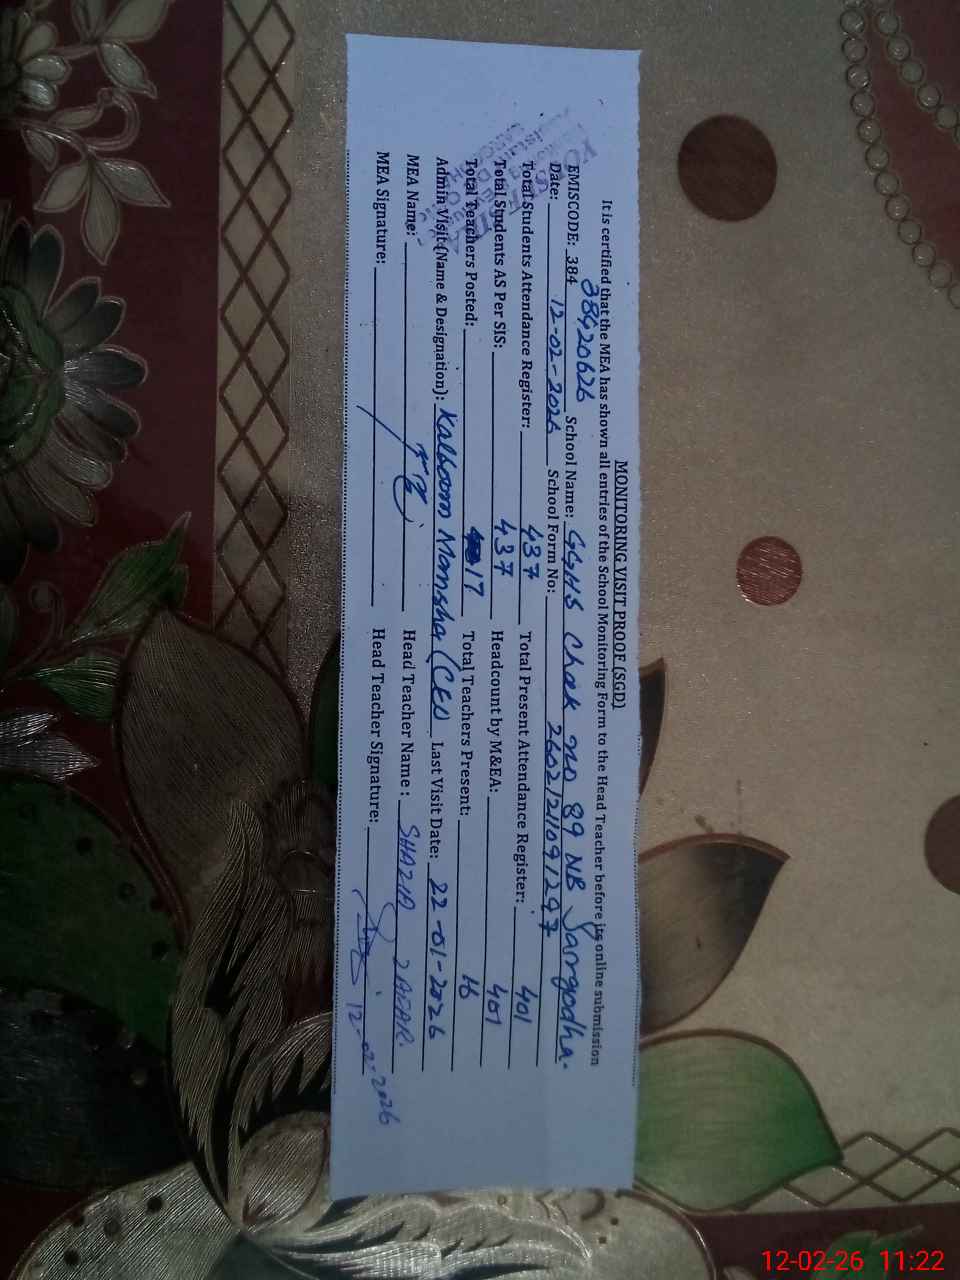 MONITORING VISIT PROOF (SGD)
It is certified that the MEA has shown all entries of the School Monitoring Form to the Head Teacher before its online submission
EMISCODE: 384 38420626 School Name: GGHS Chak no 89 NB Sargodha.
Date: 12-02-2026 School Form No: 2602121091297
Total Students Attendance Register: 437 Total Present Attendance Register: 401
Total Students AS Per SIS: 437 Headcount by M&EA: 401
Total Teachers Posted: 17 Total Teachers Present: 16
Admin Visit (Name & Designation): Kalsoom Mansha (CEO Last Visit Date: 22-01-2026
MEA Name: Head Teacher Name: SHAZIA ZAFAR.
MEA Signature: Head Teacher Signature: 12-02-2026
12-02-26 11:22